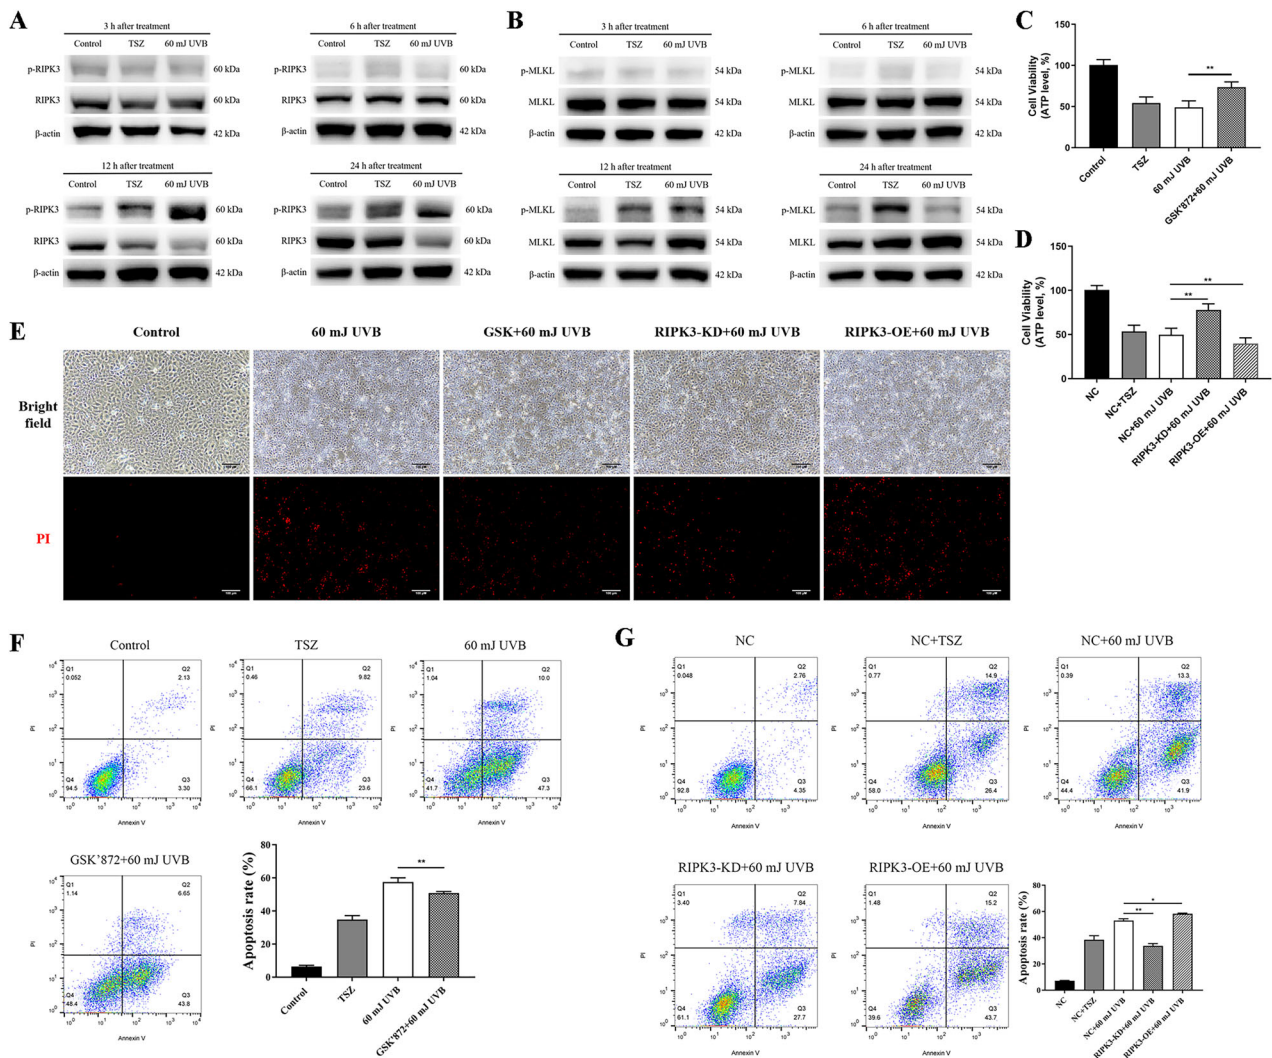 A
3 h after treatment
Control TSZ 60 mJ UVB
p-RIPK3 60 kDa
RIPK3 60 kDa
β-actin 42 kDa
6 h after treatment
Control TSZ 60 mJ UVB
p-RIPK3 60 kDa
RIPK3 60 kDa
β-actin 42 kDa
12 h after treatment
Control TSZ 60 mJ UVB
p-RIPK3 60 kDa
RIPK3 60 kDa
β-actin 42 kDa
24 h after treatment
Control TSZ 60 mJ UVB
p-RIPK3 60 kDa
RIPK3 60 kDa
β-actin 42 kDa
B
3 h after treatment
Control TSZ 60 mJ UVB
p-MLKL 54 kDa
MLKL 54 kDa
β-actin 42 kDa
6 h after treatment
Control TSZ 60 mJ UVB
p-MLKL 54 kDa
MLKL 54 kDa
β-actin 42 kDa
12 h after treatment
Control TSZ 60 mJ UVB
p-MLKL 54 kDa
MLKL 54 kDa
β-actin 42 kDa
24 h after treatment
Control TSZ 60 mJ UVB
p-MLKL 54 kDa
MLKL 54 kDa
β-actin 42 kDa
C
Cell Viability
(ATP level, %)
150
100
50
0
**
Control
TSZ
60 mJ UVB
GSK'872+60 mJ UVB
D
Cell Viability
(ATP level, %)
150
100
50
0
**
**
NC
NC+TSZ
NC+60 mJ UVB
RIPK3-KD+60 mJ UVB
RIPK3-OE+60 mJ UVB
E
Control 60 mJ UVB GSK+60 mJ UVB RIPK3-KD+60 mJ UVB RIPK3-OE+60 mJ UVB
Bright
field
PI
F
Control
Q1
0.052
Q2
2.13
Q4
94.5
Q3
3.30
PI
Annexin V
TSZ
Q1
0.46
Q2
9.82
Q4
66.1
Q3
23.6
PI
Annexin V
60 mJ UVB
Q1
1.04
Q2
10.0
Q4
41.7
Q3
47.3
PI
Annexin V
GSK'872+60 mJ UVB
Q1
1.14
Q2
6.65
Q4
48.4
Q3
43.8
PI
Annexin V
Apoptosis rate (%)
80
60
40
20
0
**
Control
TSZ
60 mJ UVB
GSK'872+60 mJ UVB
G
NC
Q1
0.048
Q2
2.76
Q4
92.8
Q3
4.35
PI
Annexin V
NC+TSZ
Q1
0.77
Q2
14.9
Q4
58.0
Q3
26.4
PI
Annexin V
NC+60 mJ UVB
Q1
0.39
Q2
13.3
Q4
44.4
Q3
41.9
PI
Annexin V
RIPK3-KD+60 mJ UVB
Q1
3.40
Q2
7.84
Q4
61.1
Q3
27.7
PI
Annexin V
RIPK3-OE+60 mJ UVB
Q1
1.48
Q2
15.2
Q4
39.6
Q3
43.7
PI
Annexin V
Apoptosis rate (%)
80
60
40
20
0
*
**
NC
NC+TSZ
NC+60 mJ UVB
RIPK3-KD+60 mJ UVB
RIPK3-OE+60 mJ UVB